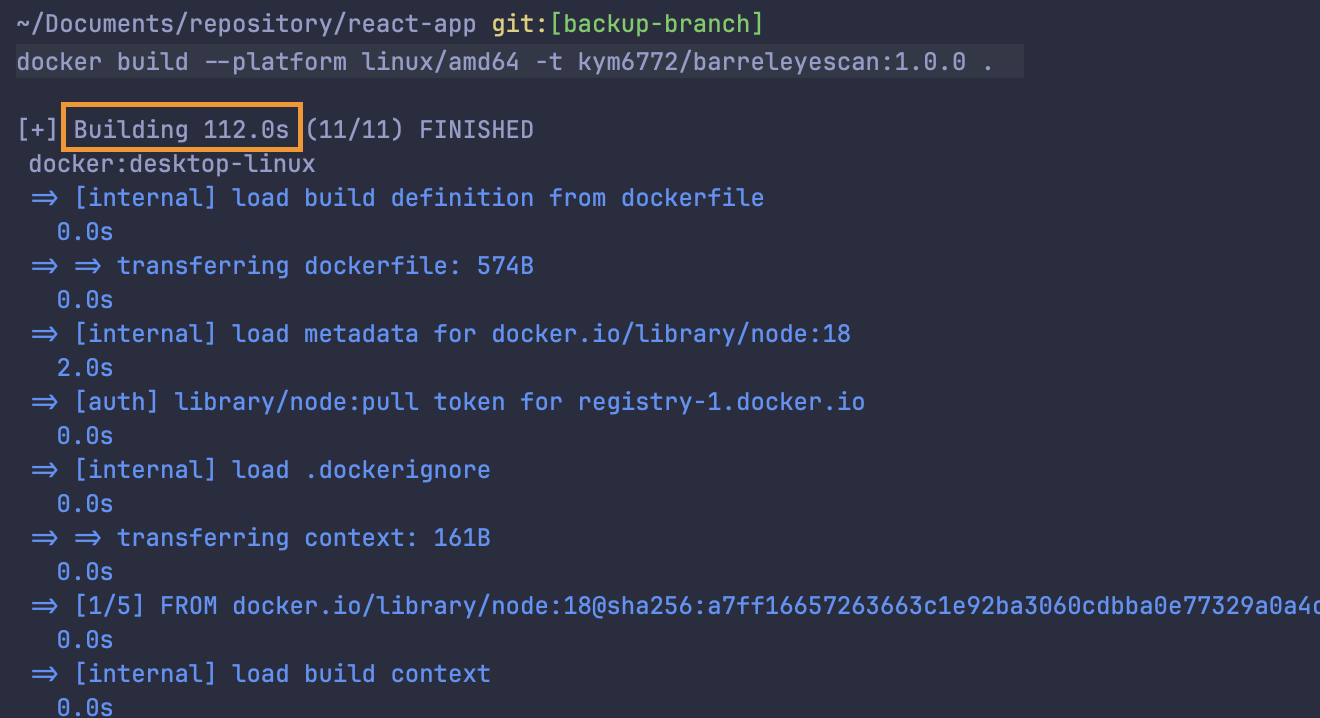 ~/Documents/repository/react-app git:[backup-branch]
docker build --platform linux/amd64 -t kym6772/barreleyescan:1.0.0 .
[+] Building 112.0s (11/11) FINISHED
docker:desktop-linux
=> [internal] load build definition from dockerfile
0.0s
=> => transferring dockerfile: 574B
0.0s
=> [internal] load metadata for docker.io/library/node:18
2.0s
=> [auth] library/node:pull token for registry-1.docker.io
0.0s
=> [internal] load .dockerignore
0.0s
=> => transferring context: 161B
0.0s
=> [1/5] FROM docker.io/library/node:18@sha256:a7ff16657263663c1e92ba3060cdbba0e77329a0a4
0.0s
=> [internal] load build context
0.0s